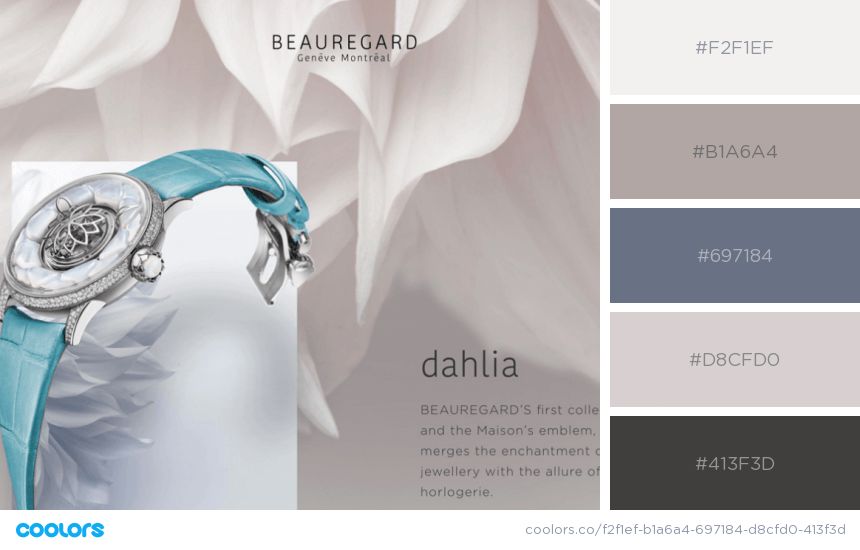 BEAUREGARD
Genève Montréal
dahlia
BEAUREGARD'S first colle
and the Maison's emblem,
merges the enchantment o
jewellery with the allure of
horlogerie.
#F2F1EF
#B1A6A4
#697184
#D8CFD0
#413F3D
coolors
coolors.co/f2f1ef-b1a6a4-697184-d8cfd0-413f3d